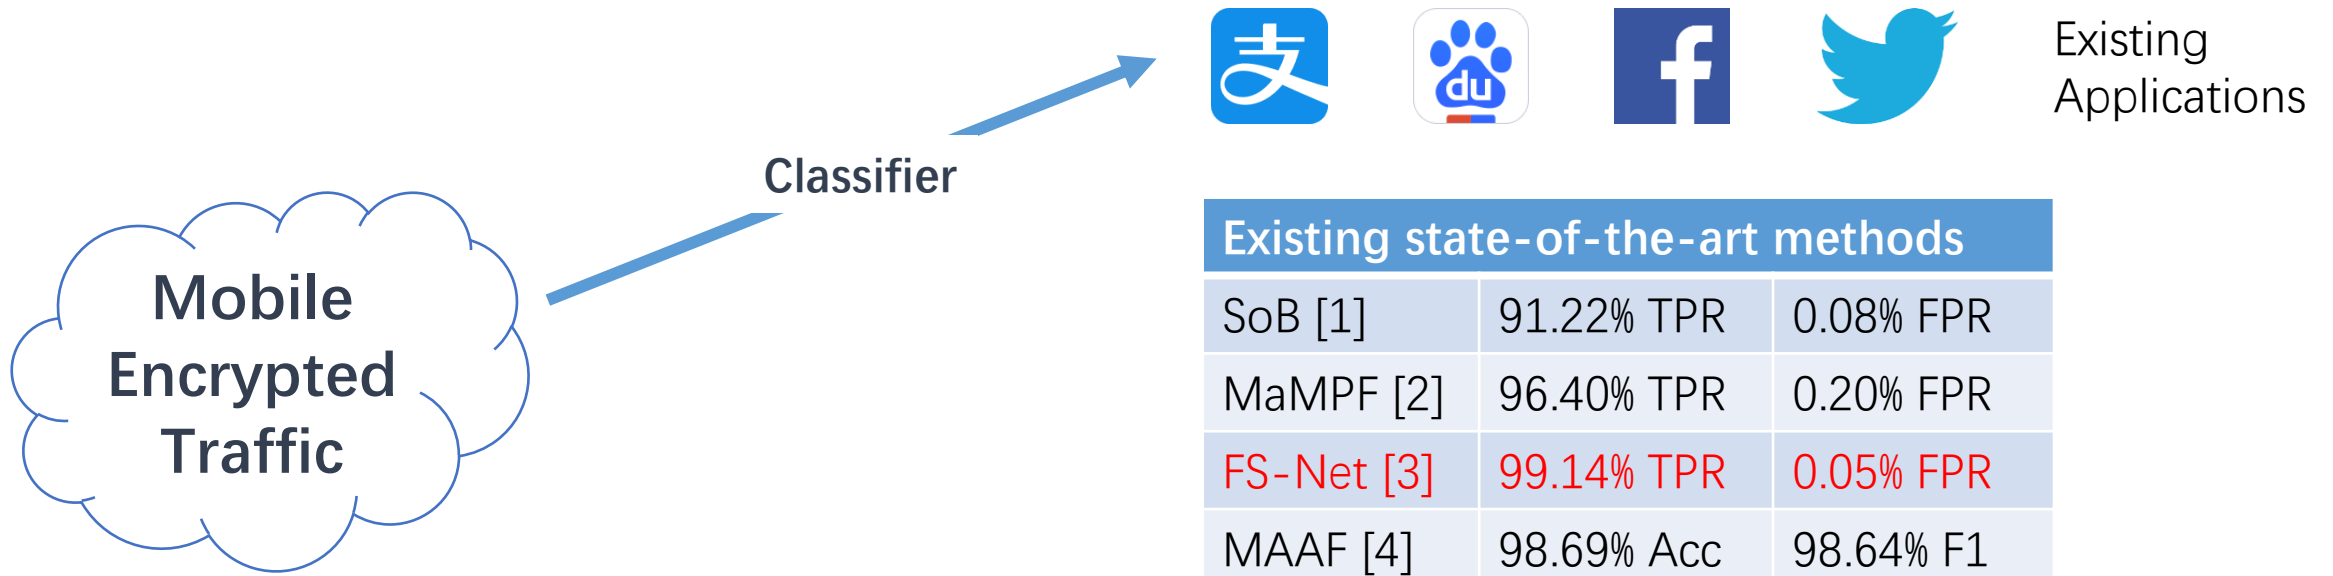 支
du
f
Existing
Applications
Classifier
Mobile
Encrypted
Traffic
Existing state-of-the-art methods
SoB [1] 91.22% TPR 0.08% FPR
MaMPF [2] 96.40% TPR 0.20% FPR
FS-Net [3] 99.14% TPR 0.05% FPR
MAAF [4] 98.69% Acc 98.64% F1